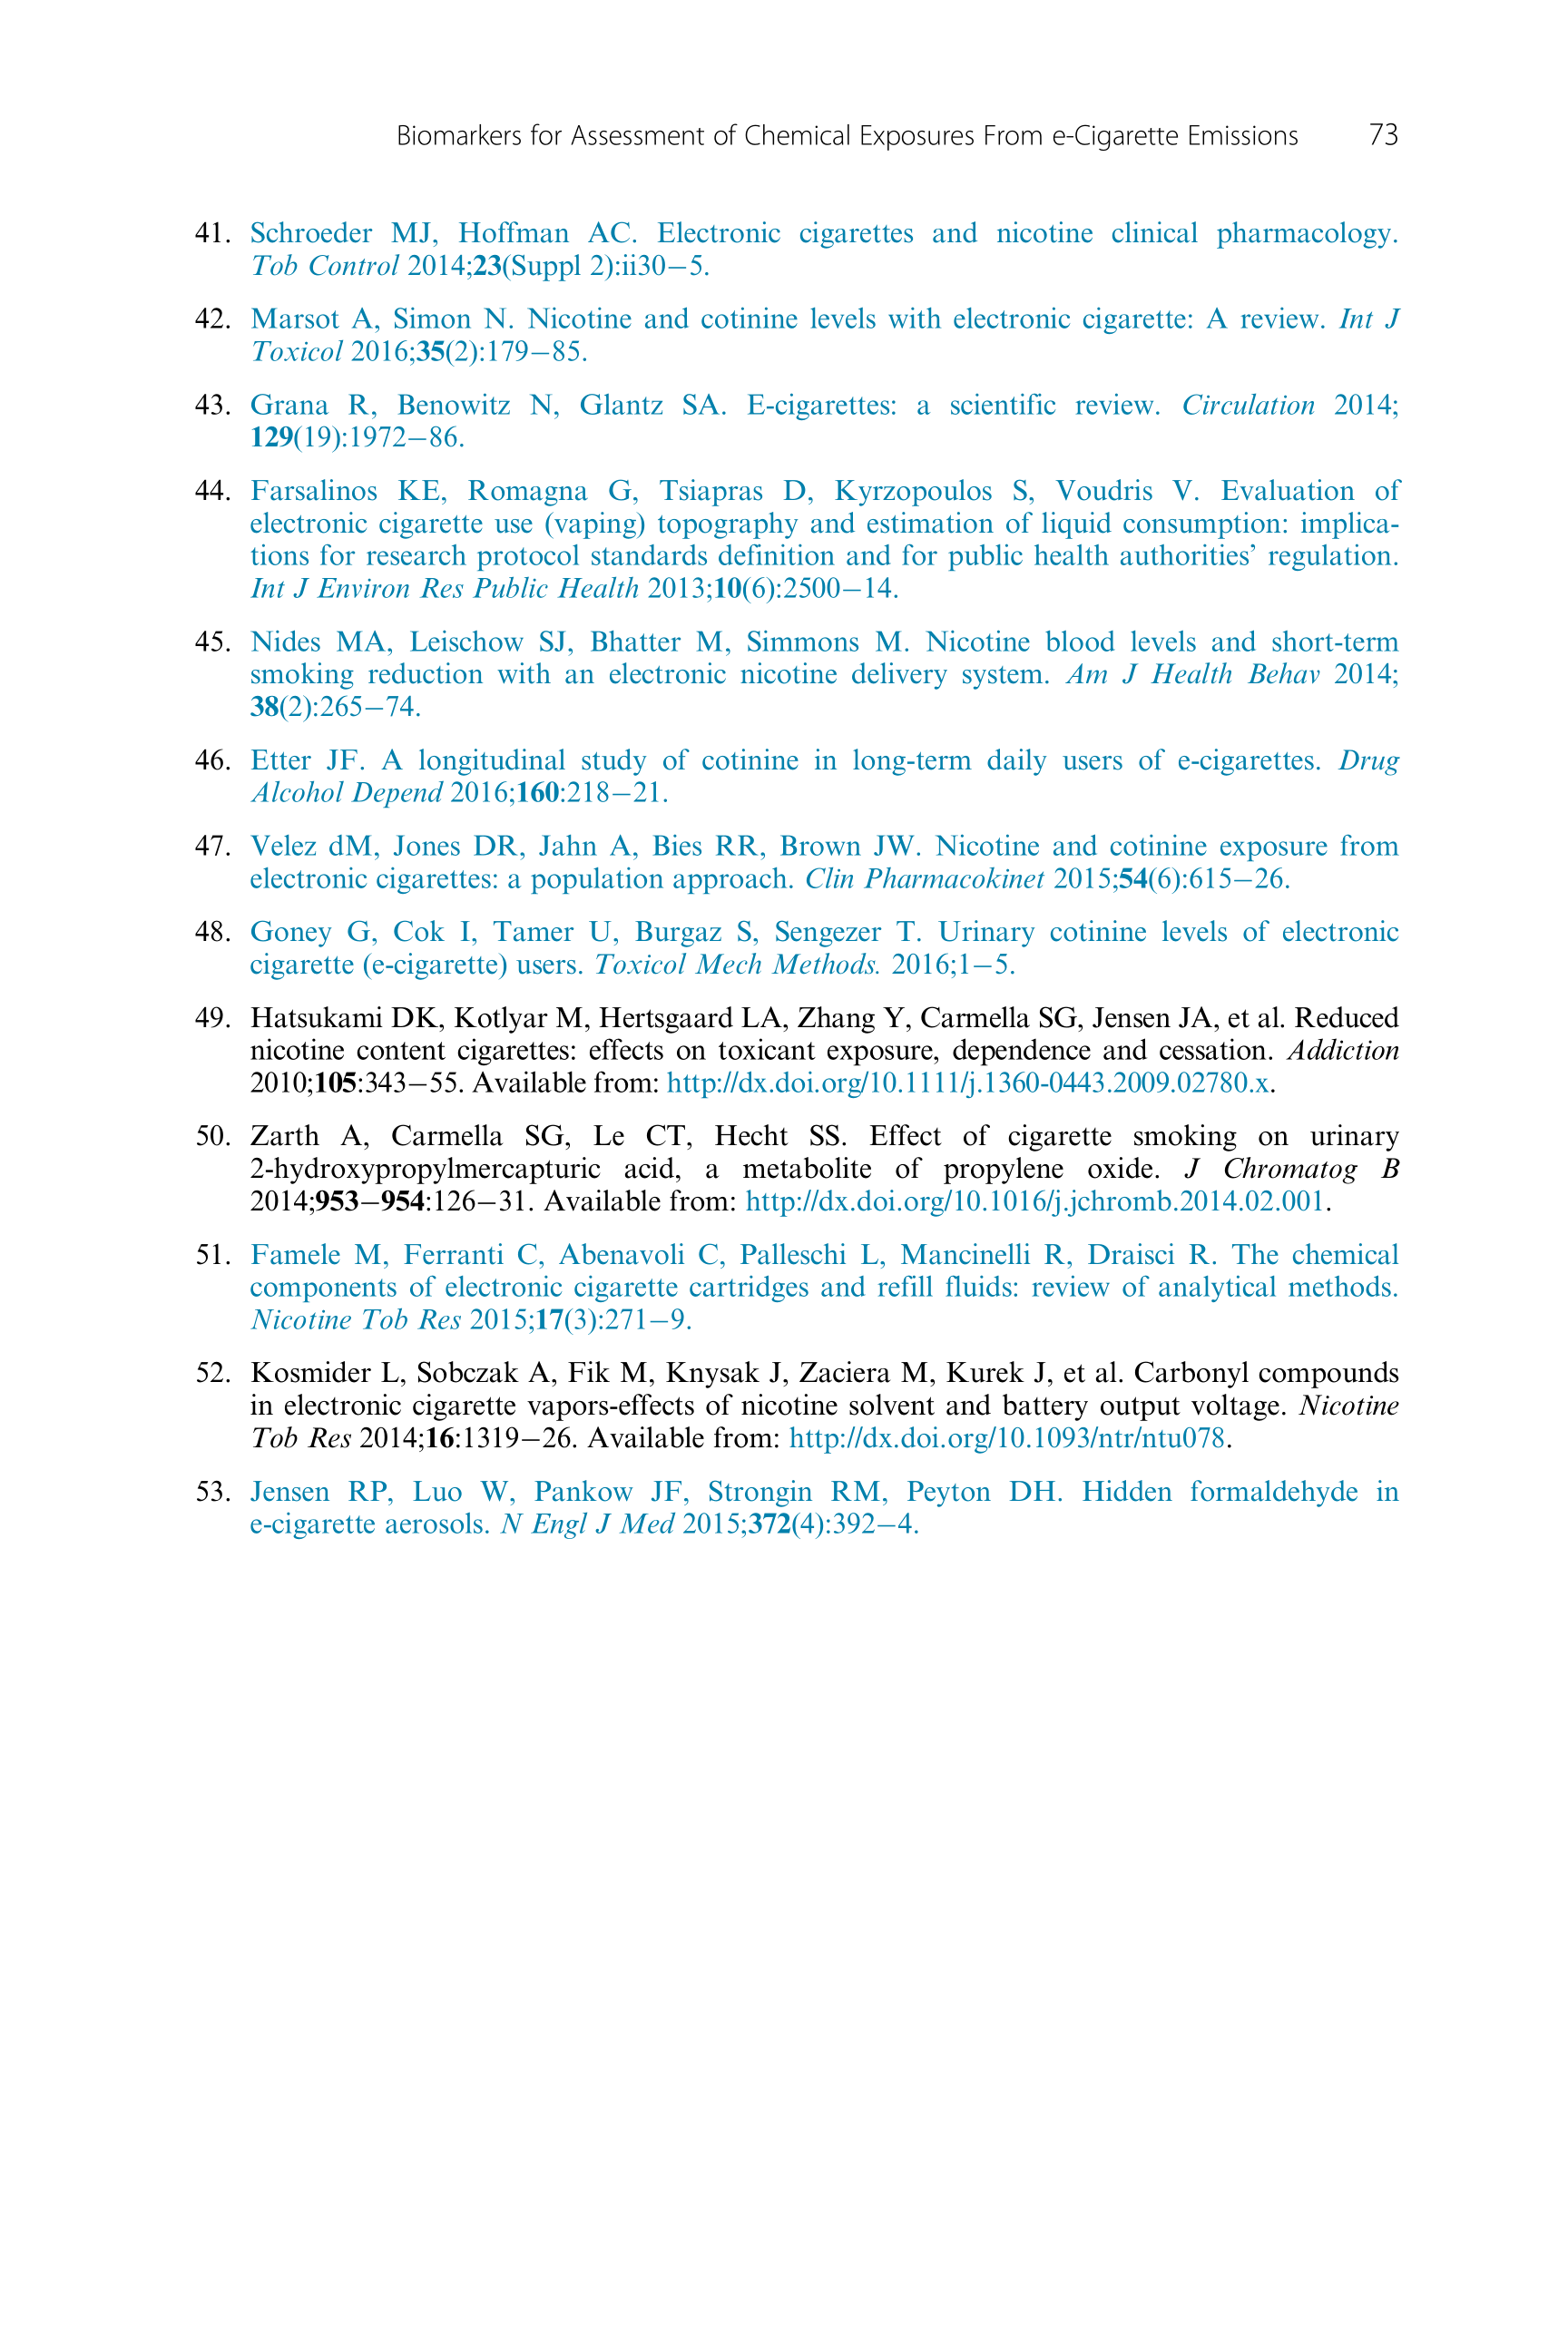 Biomarkers for Assessment of Chemical Exposures From e-Cigarette Emissions 73
41. Schroeder MJ, Hoffman AC. Electronic cigarettes and nicotine clinical pharmacology.
Tob Control 2014;23(Suppl 2):ii30–5.
42. Marsot A, Simon N. Nicotine and cotinine levels with electronic cigarette: A review. Int J
Toxicol 2016;35(2):179–85.
43. Grana R, Benowitz N, Glantz SA. E-cigarettes: a scientific review. Circulation 2014;
129(19):1972–86.
44. Farsalinos KE, Romagna G, Tsiapras D, Kyrzopoulos S, Voudris V. Evaluation of
electronic cigarette use (vaping) topography and estimation of liquid consumption: implica-
tions for research protocol standards definition and for public health authorities’ regulation.
Int J Environ Res Public Health 2013;10(6):2500–14.
45. Nides MA, Leischow SJ, Bhatter M, Simmons M. Nicotine blood levels and short-term
smoking reduction with an electronic nicotine delivery system. Am J Health Behav 2014;
38(2):265–74.
46. Etter JF. A longitudinal study of cotinine in long-term daily users of e-cigarettes. Drug
Alcohol Depend 2016;160:218–21.
47. Velez dM, Jones DR, Jahn A, Bies RR, Brown JW. Nicotine and cotinine exposure from
electronic cigarettes: a population approach. Clin Pharmacokinet 2015;54(6):615–26.
48. Goney G, Cok I, Tamer U, Burgaz S, Sengezer T. Urinary cotinine levels of electronic
cigarette (e-cigarette) users. Toxicol Mech Methods. 2016;1–5.
49. Hatsukami DK, Kotlyar M, Hertsgaard LA, Zhang Y, Carmella SG, Jensen JA, et al. Reduced
nicotine content cigarettes: effects on toxicant exposure, dependence and cessation. Addiction
2010;105:343–55. Available from: http://dx.doi.org/10.1111/j.1360-0443.2009.02780.x.
50. Zarth A, Carmella SG, Le CT, Hecht SS. Effect of cigarette smoking on urinary
2-hydroxypropylmercapturic acid, a metabolite of propylene oxide. J Chromatog B
2014;953–954:126–31. Available from: http://dx.doi.org/10.1016/j.jchromb.2014.02.001.
51. Famele M, Ferranti C, Abenavoli C, Palleschi L, Mancinelli R, Draisci R. The chemical
components of electronic cigarette cartridges and refill fluids: review of analytical methods.
Nicotine Tob Res 2015;17(3):271–9.
52. Kosmider L, Sobczak A, Fik M, Knysak J, Zaciera M, Kurek J, et al. Carbonyl compounds
in electronic cigarette vapors-effects of nicotine solvent and battery output voltage. Nicotine
Tob Res 2014;16:1319–26. Available from: http://dx.doi.org/10.1093/ntr/ntu078.
53. Jensen RP, Luo W, Pankow JF, Strongin RM, Peyton DH. Hidden formaldehyde in
e-cigarette aerosols. N Engl J Med 2015;372(4):392–4.